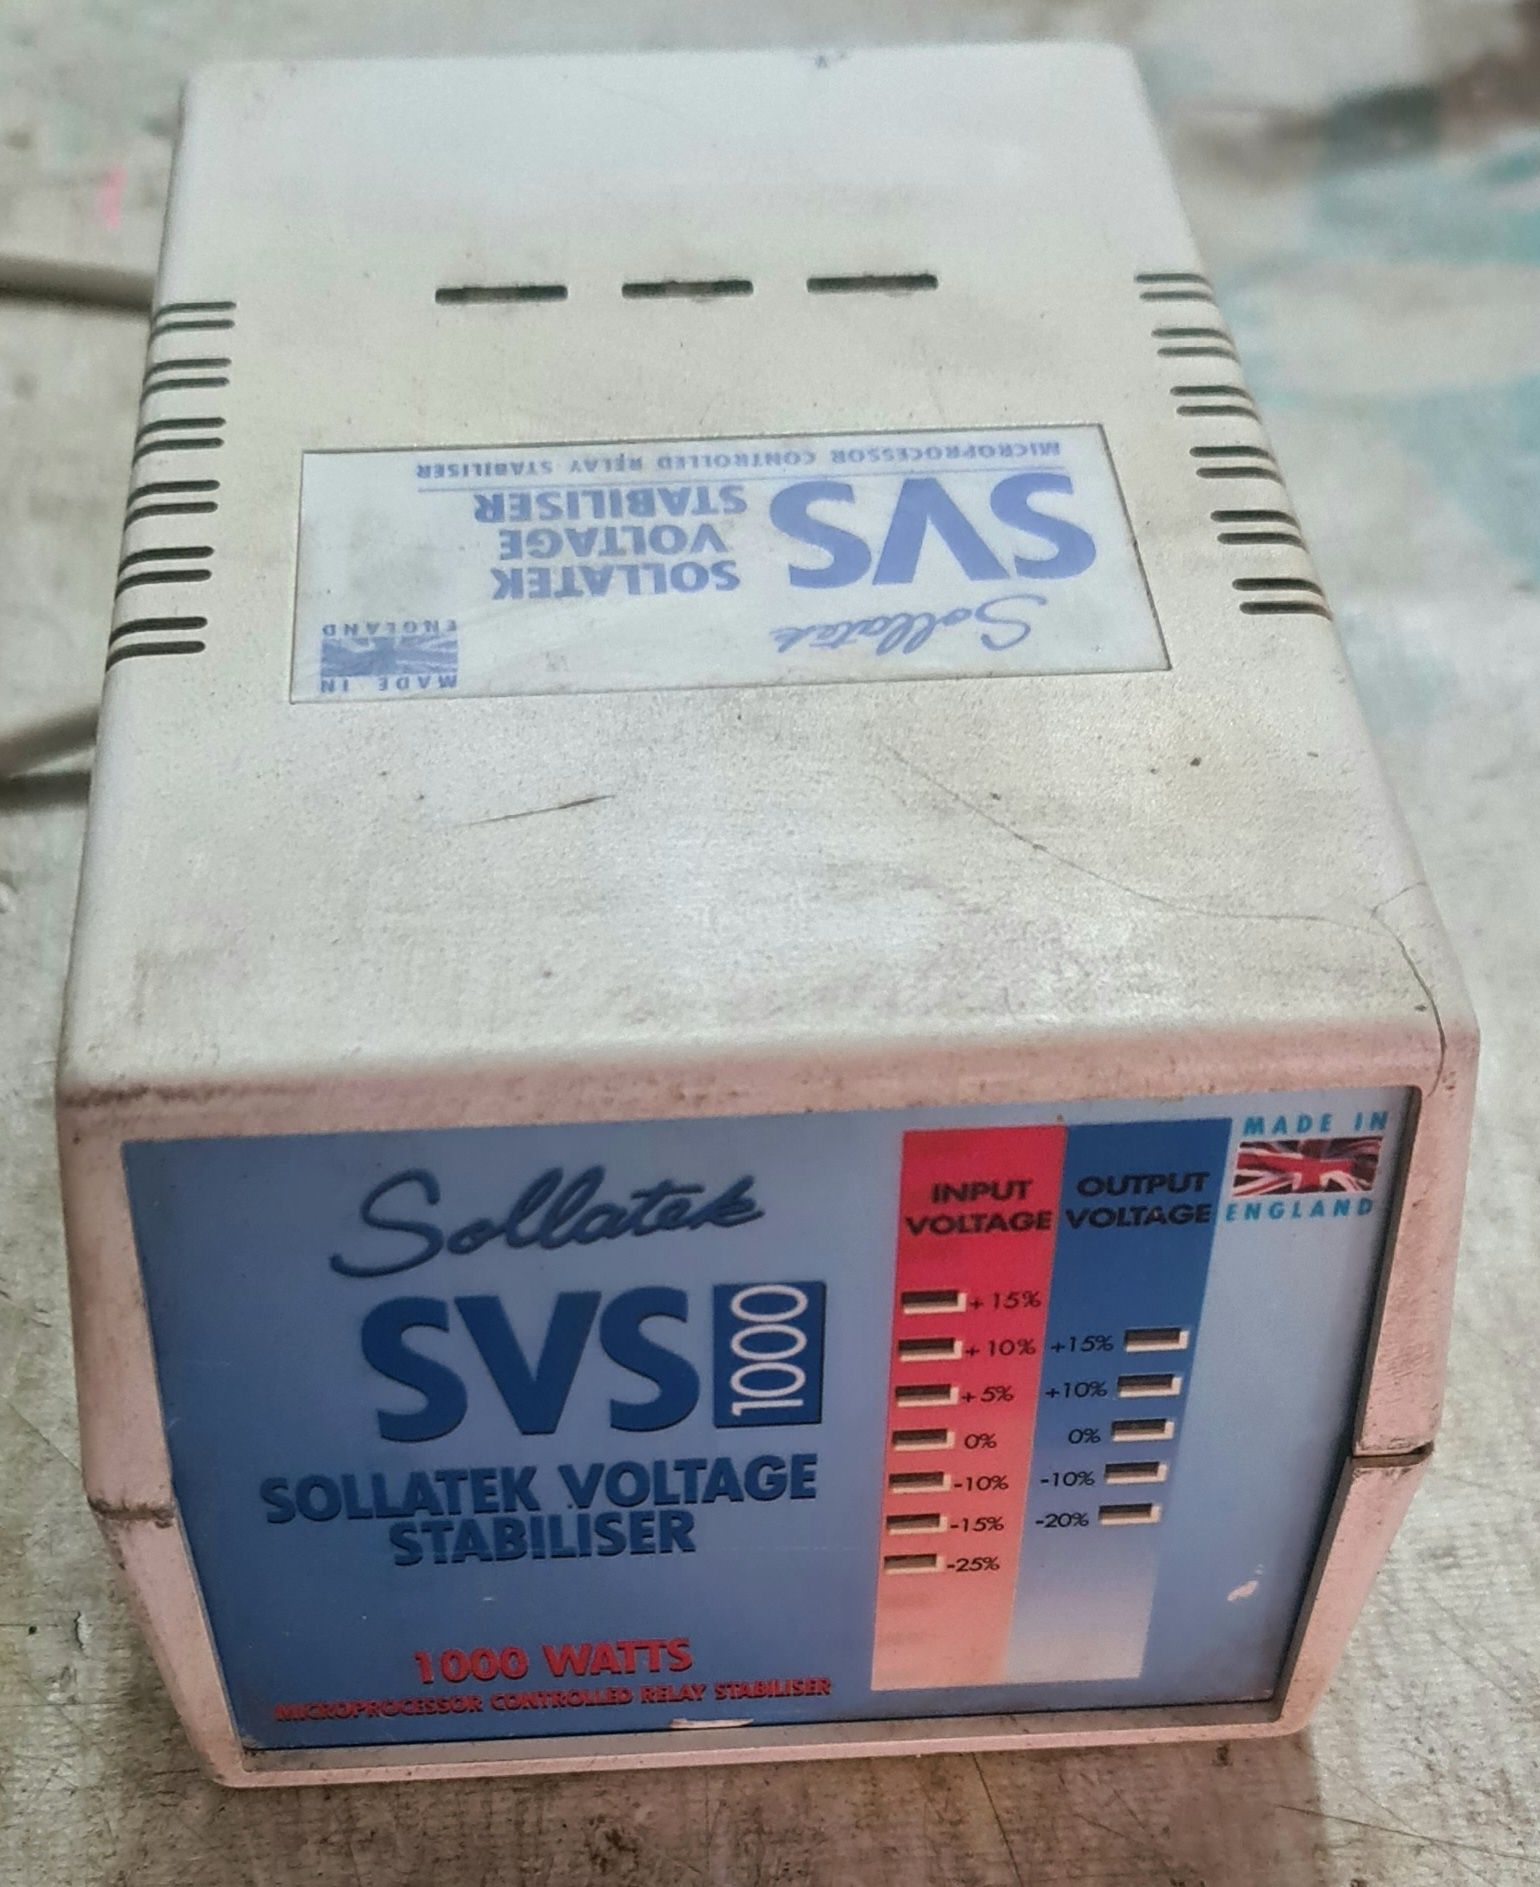 MICROPROCESSOR CONTROLLED RELAY STABILISER
SVS
SOLLATEK
VOLTAGE
STABILISER
Sollatek
MADE IN
ENGLAND
Sollatek
SVS 1000
SOLLATEK VOLTAGE
STABILISER
1000 WATTS
MICROPROCESSOR CONTROLLED RELAY STABILISER
INPUT
VOLTAGE
+15%
+10%
+5%
0%
-10%
-15%
-25%
OUTPUT
VOLTAGE
+15%
+10%
0%
-10%
-20%
MADE IN
ENGLAND